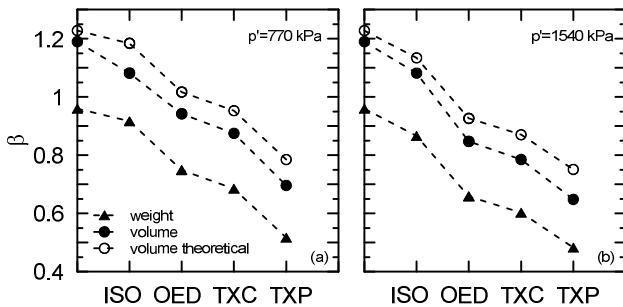 p'=770 kPa
p'=1540 kPa
1.2
1
0.8
0.6
0.4
β
weight
volume
volume theoretical
(a)
(b)
ISO OED TXC TXP
ISO OED TXC TXP